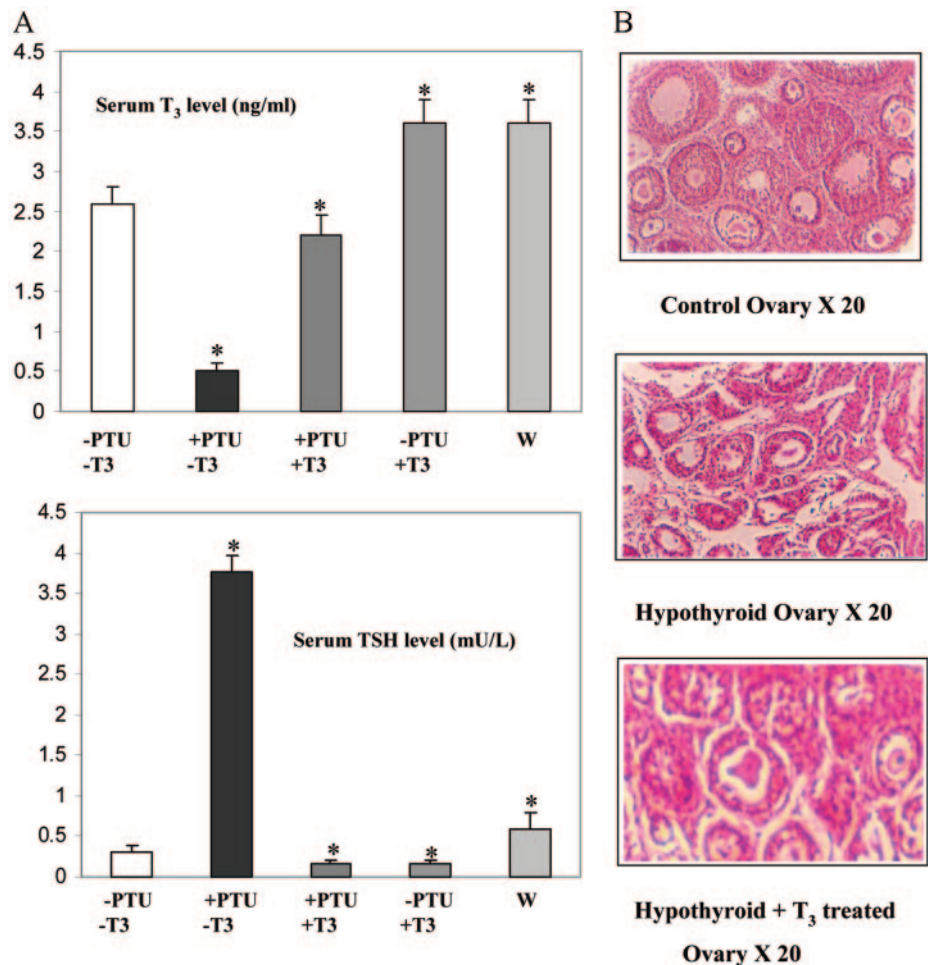 A
4.5
4
3.5
3
2.5
2
1.5
1
0.5
0
Serum T3 level (ng/ml)
* * * *
-PTU +PTU +PTU -PTU W
-T3 -T3 +T3 +T3
4.5
4
3.5
3
2.5
2
1.5
1
0.5
0
Serum TSH level (mU/L)
* * * *
-PTU +PTU +PTU -PTU W
-T3 -T3 +T3 +T3
B
Control Ovary X 20
Hypothyroid Ovary X 20
Hypothyroid + T3 treated
Ovary X 20